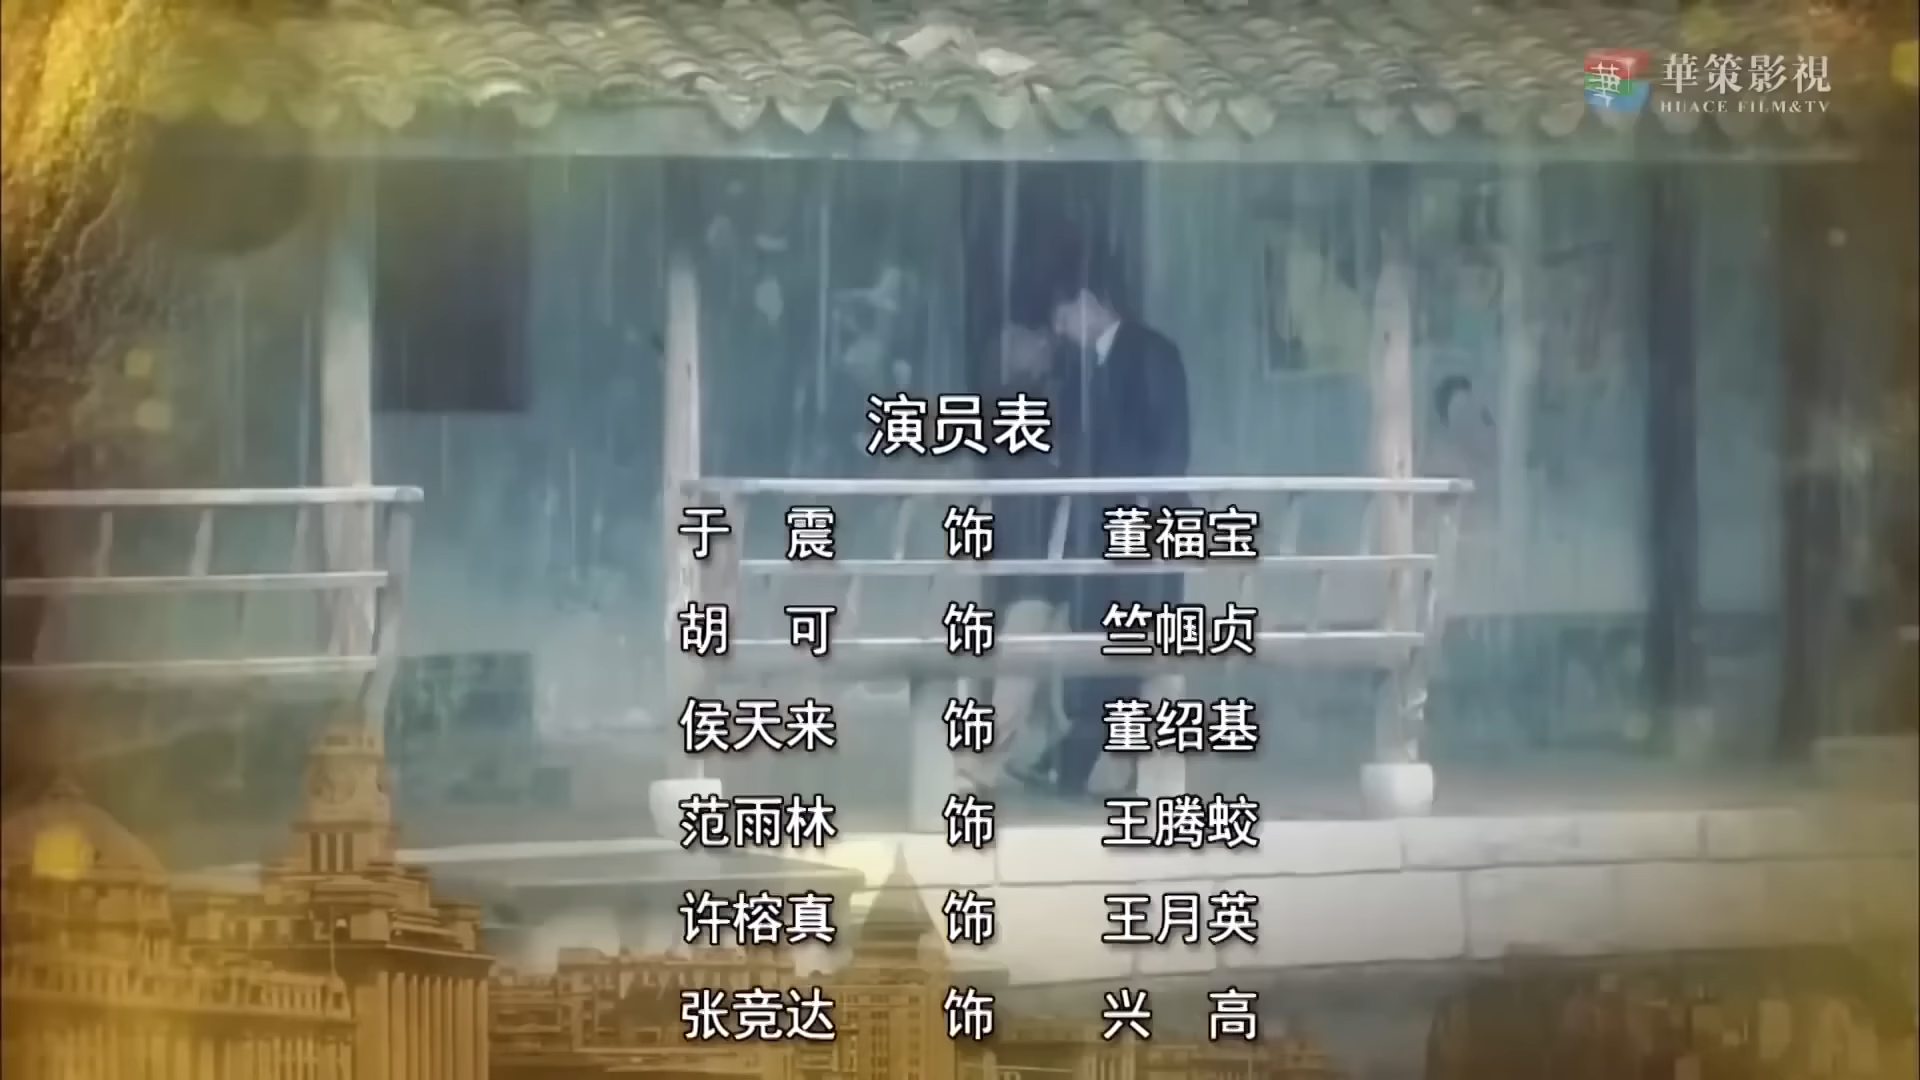 華策影視
HUACE FILM&TV
演员表
于 震 饰 董福宝
胡 可 饰 竺帼贞
侯天来 饰 董绍基
范雨林 饰 王腾蛟
许榕真 饰 王月英
张竞达 饰 兴 高